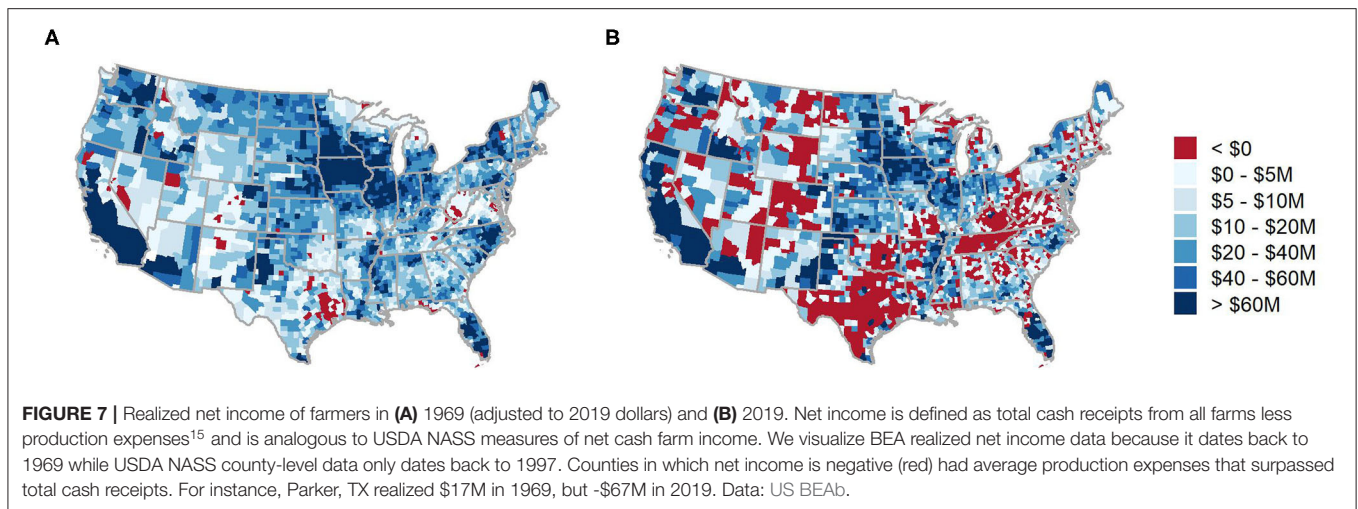 A
B
< $0
$0 - $5M
$5 - $10M
$10 - $20M
$20 - $40M
$40 - $60M
> $60M
FIGURE 7 | Realized net income of farmers in (A) 1969 (adjusted to 2019 dollars) and (B) 2019. Net income is defined as total cash receipts from all farms less
production expenses15 and is analogous to USDA NASS measures of net cash farm income. We visualize BEA realized net income data because it dates back to
1969 while USDA NASS county-level data only dates back to 1997. Counties in which net income is negative (red) had average production expenses that surpassed
total cash receipts. For instance, Parker, TX realized $17M in 1969, but -$67M in 2019. Data: US BEAb.